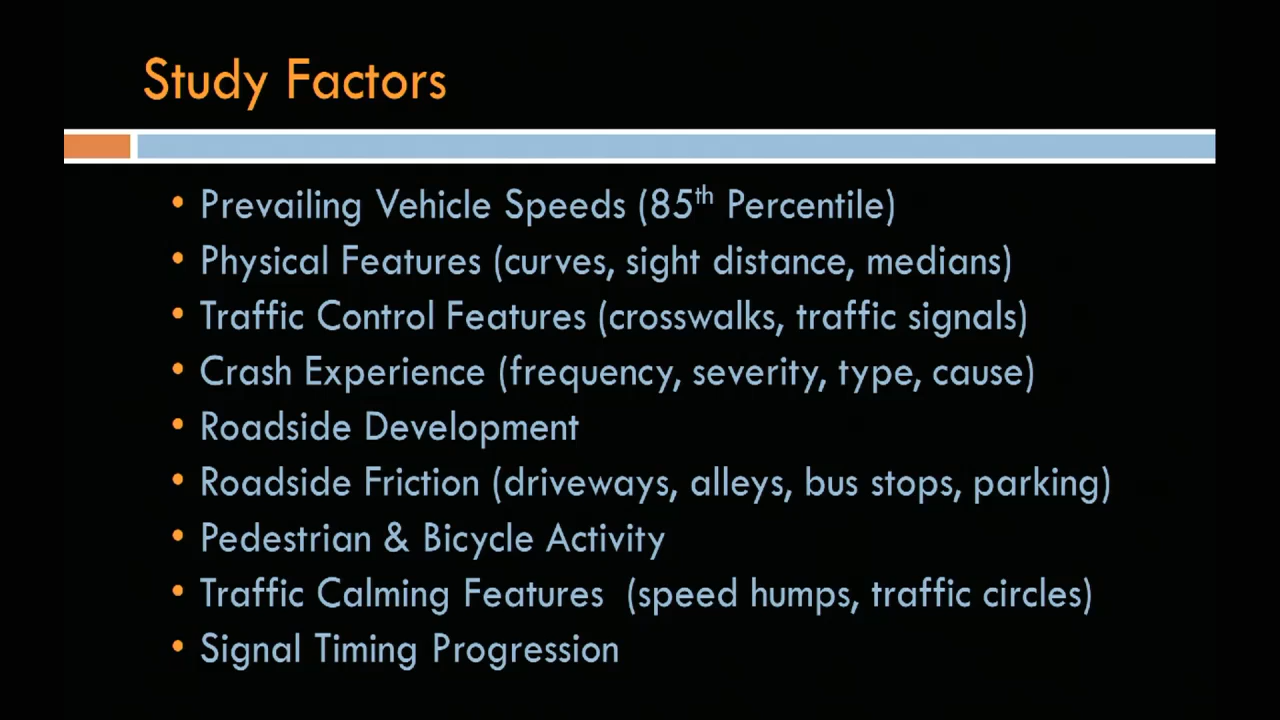 Study Factors
• Prevailing Vehicle Speeds (85th Percentile)
• Physical Features (curves, sight distance, medians)
• Traffic Control Features (crosswalks, traffic signals)
• Crash Experience (frequency, severity, type, cause)
• Roadside Development
• Roadside Friction (driveways, alleys, bus stops, parking)
• Pedestrian & Bicycle Activity
• Traffic Calming Features (speed humps, traffic circles)
• Signal Timing Progression